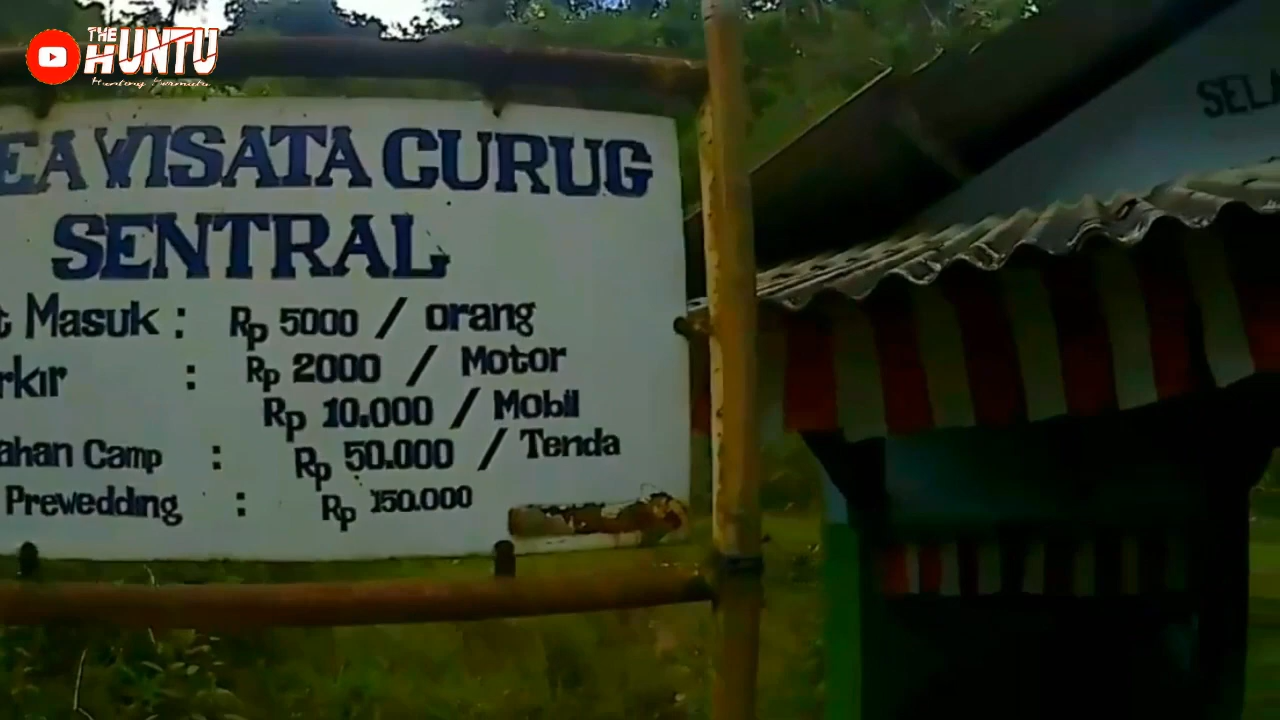 THE
HUNTU
EA WISATA CURUG
SENTRAL
t Masuk : Rp 5000 / orang
rkir : Rp 2000 / Motor
Rp 10.000 / Mobil
ahan Camp : Rp 50.000 / Tenda
Prewedding : Rp 150.000
SELA